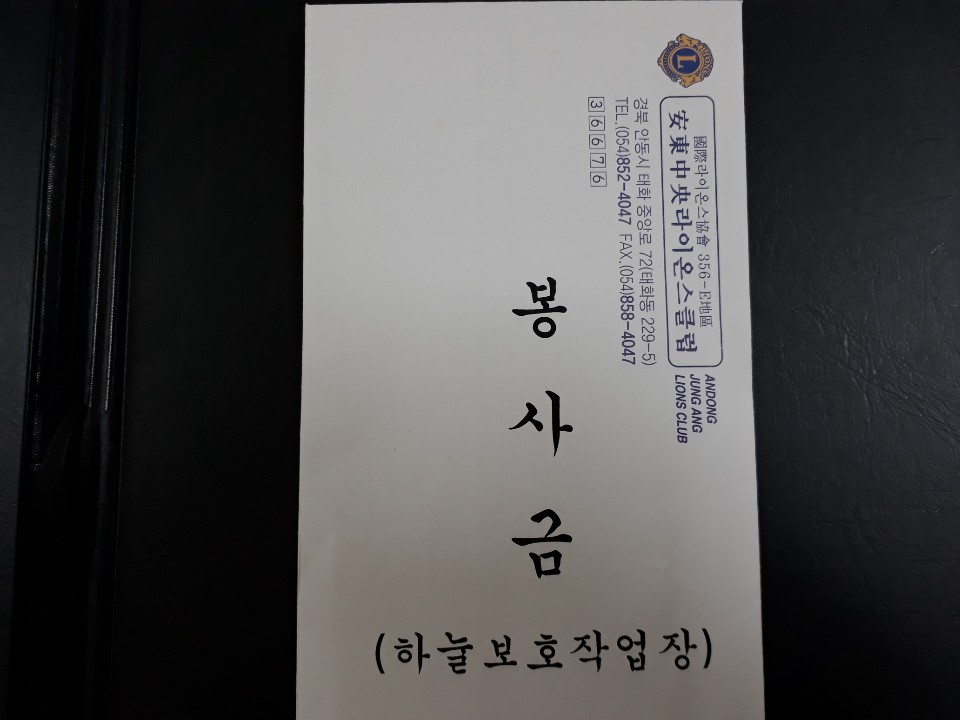 國際라이온스協會 356-E地區
安東中央라이온스클럽
ANDONG
JUNG ANG
LIONS CLUB
경북 안동시 태화 중앙로 72(태화동 229-5)
TEL.(054)852-4047 FAX.(054)858-4047
36676
봉사금
(하늘보호작업장)